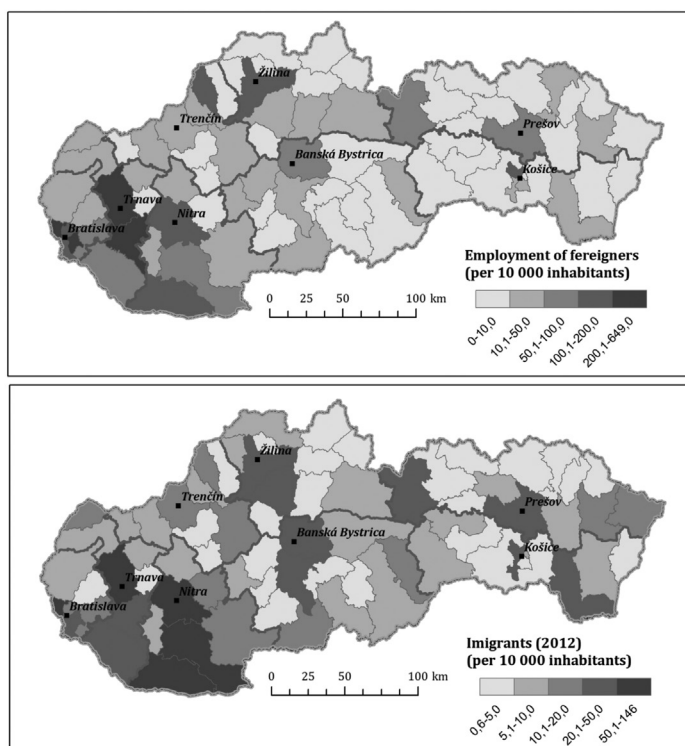 Žilina
Trenčín
Prešov
Banská Bystrica
Košice
Trnava
Nitra
Bratislava
Employment of fereigners
(per 10 000 inhabitants)
0 25 50 100 km
0-10,0
10,1-50,0
50,1-100,0
100,1-200,0
200,1-649,0
Žilina
Trenčín
Prešov
Banská Bystrica
Košice
Trnava
Nitra
Bratislava
Imigrants (2012)
(per 10 000 inhabitants)
0 25 50 100 km
0,6-5,0
5,1-10,0
10,1-20,0
20,1-50,0
50,1-146